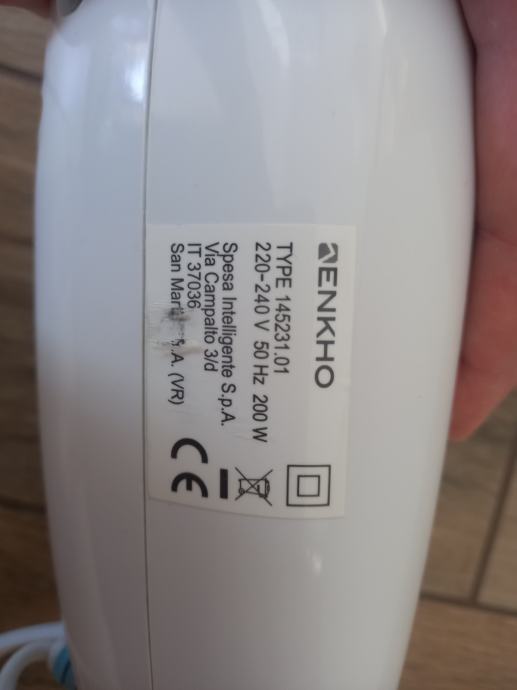 ENKHO
TYPE 145231.01
220-240 V 50 Hz 200 W
Spesa Intelligente S.p.A.
Via Campalto 3/d
IT 37036
San .A. (VR)
CE